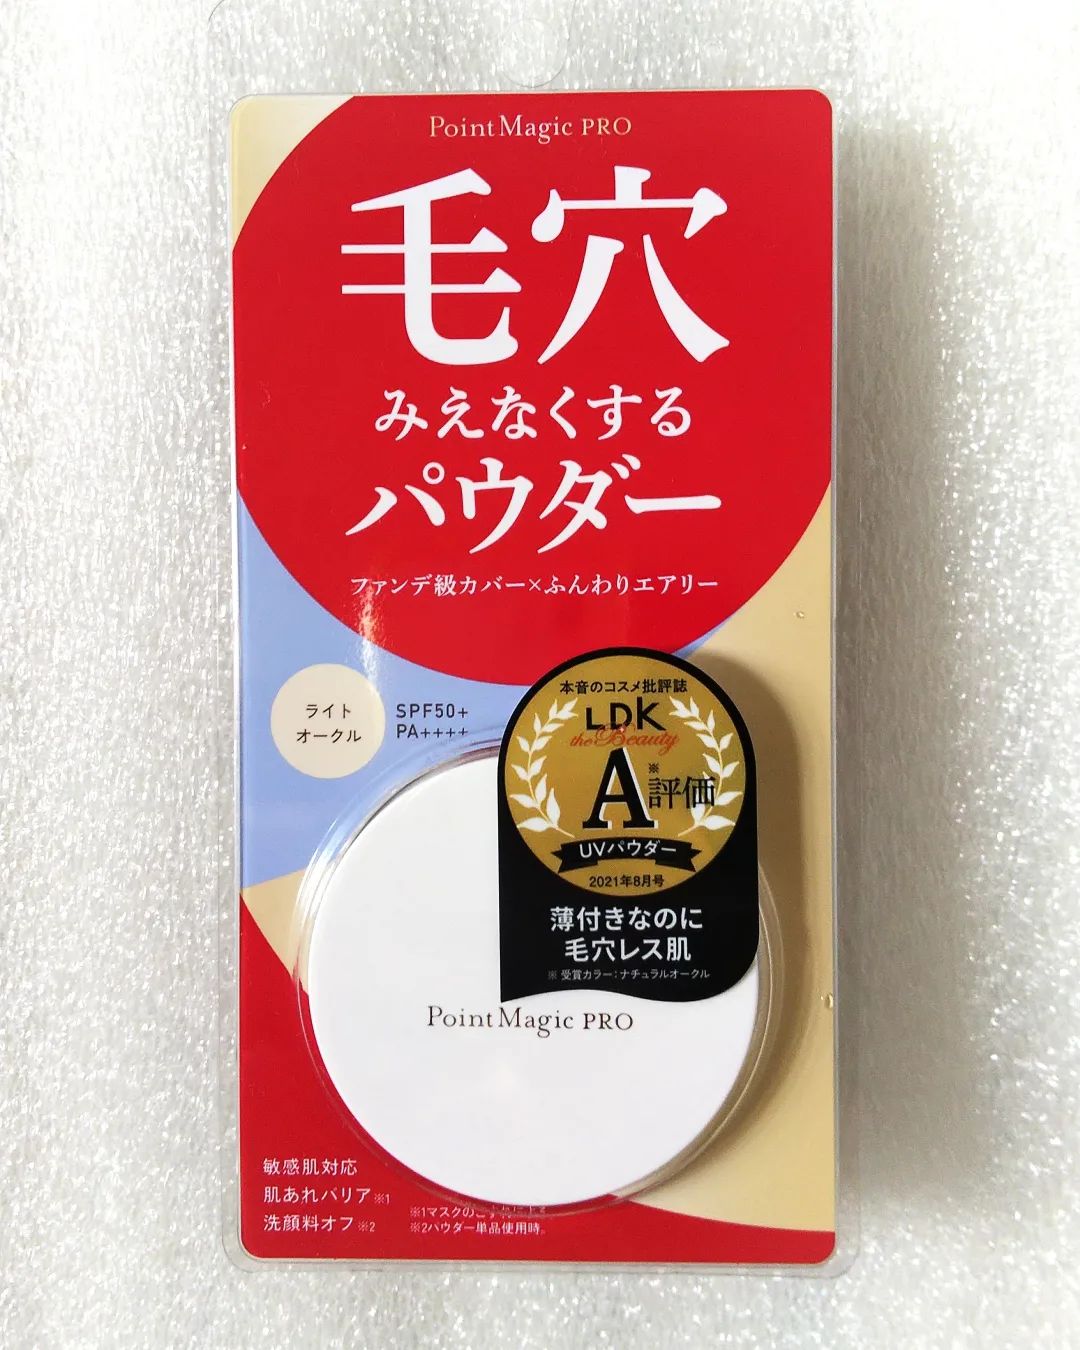 PointMagic PRO
毛穴
みえなくする
パウダー
ファンデ級カバー×ふんわりエアリー
ライト
オークル
SPF50+
PA++++
本音のコスメ批評誌
LDK
the Beauty
A※評価
UVパウダー
2021年8月号
薄付きなのに
毛穴レス肌
※ 受賞カラー：ナチュラルオークル
PointMagic PRO
敏感肌対応
肌あれバリア※1
洗顔料オフ※2
※1マスクの
※2パウダー単品使用時。